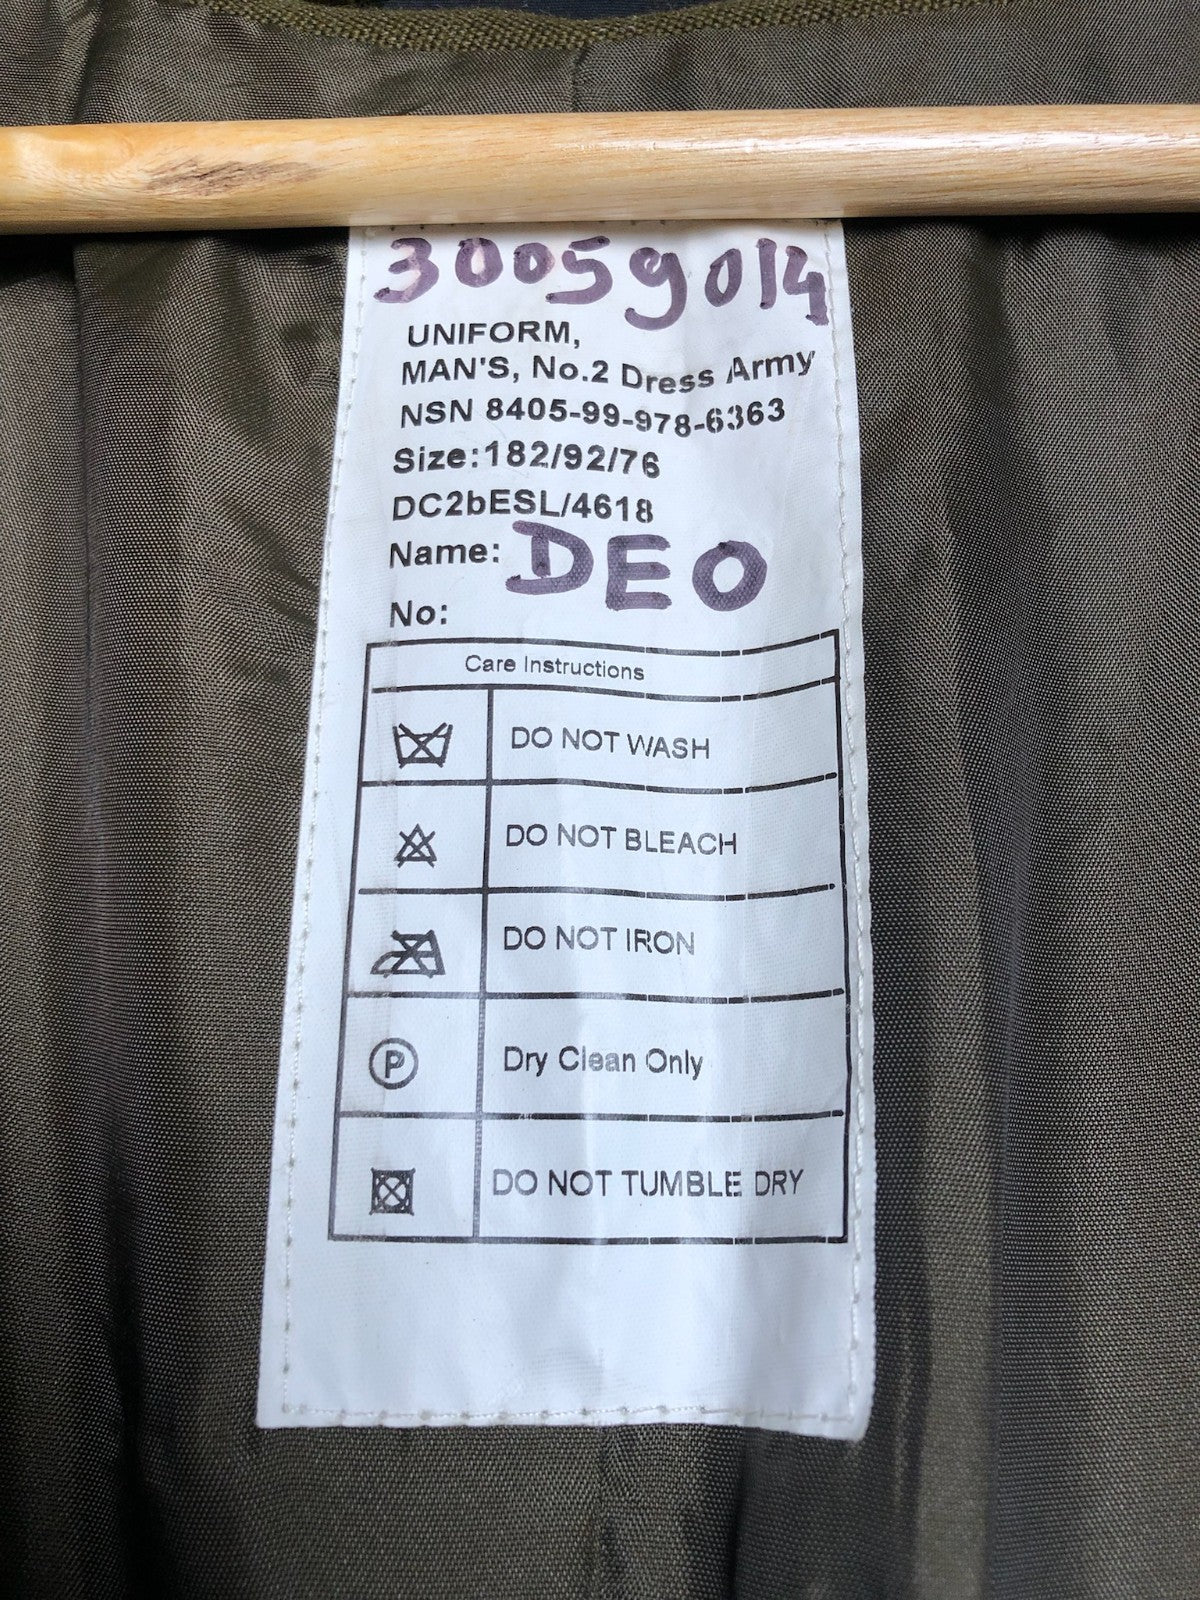 30059014
UNIFORM,
MAN'S, No.2 Dress Army
NSN 8405-99-978-6363
Size:182/92/76
DC2bESL/4618
Name: DEO
No:
Care Instructions
DO NOT WASH
DO NOT BLEACH
DO NOT IRON
P Dry Clean Only
DO NOT TUMBLE DRY